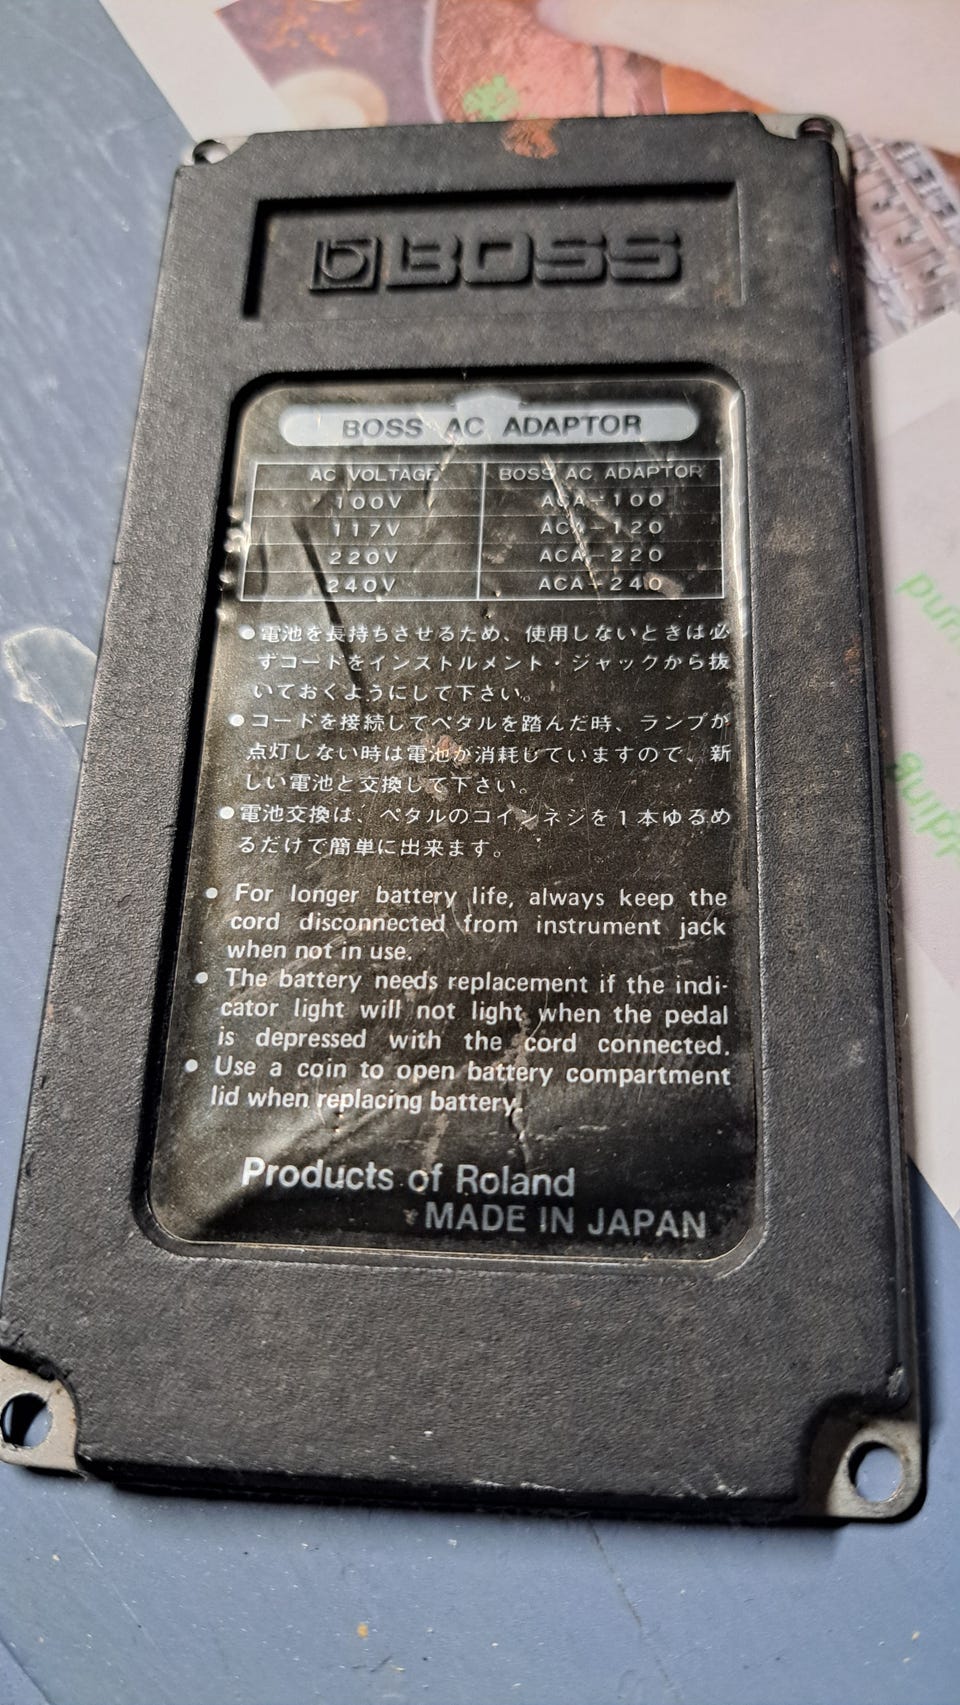 BOSS
BOSS AC ADAPTOR
AC VOLTAGE BOSS AC ADAPTOR
100V ACA-100
117V ACA-120
220V ACA-220
240V ACA-240
●電池を長持ちさせるため、使用しないときは必
ずコードをインストルメント・ジャックから抜
いておくようにして下さい。
●コードを接続してペダルを踏んだ時、ランプが
点灯しない時は電池が消耗していますので、新
しい電池と交換して下さい。
●電池交換は、ペダルのコインネジを1本ゆるめ
るだけで簡単に出来ます。
● For longer battery life, always keep the
cord disconnected from instrument jack
when not in use.
● The battery needs replacement if the indi-
cator light will not light when the pedal
is depressed with the cord connected.
● Use a coin to open battery compartment
lid when replacing battery.
Products of Roland
MADE IN JAPAN